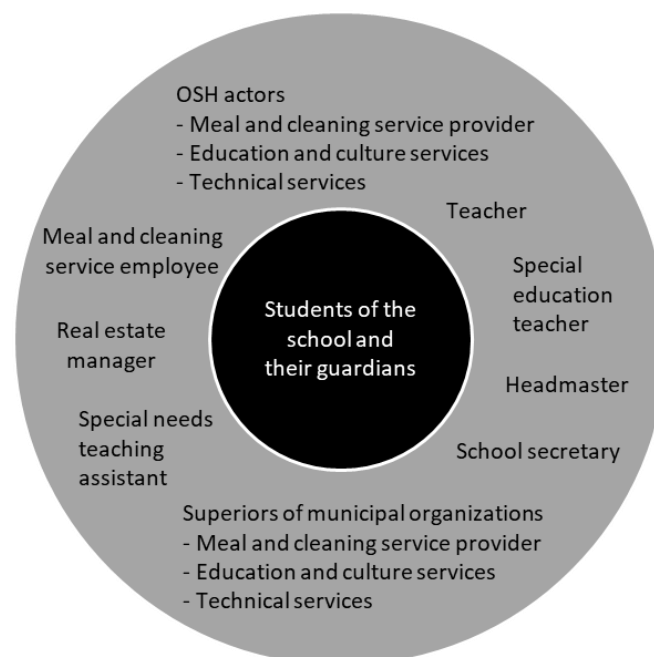 OSH actors
- Meal and cleaning service provider
- Education and culture services
- Technical services
Teacher
Meal and cleaning
service employee
Special
education
teacher
Students of the
school and
their guardians
Real estate
manager
Headmaster
Special needs
teaching
assistant
School secretary
Superiors of municipal organizations
- Meal and cleaning service provider
- Education and culture services
- Technical services